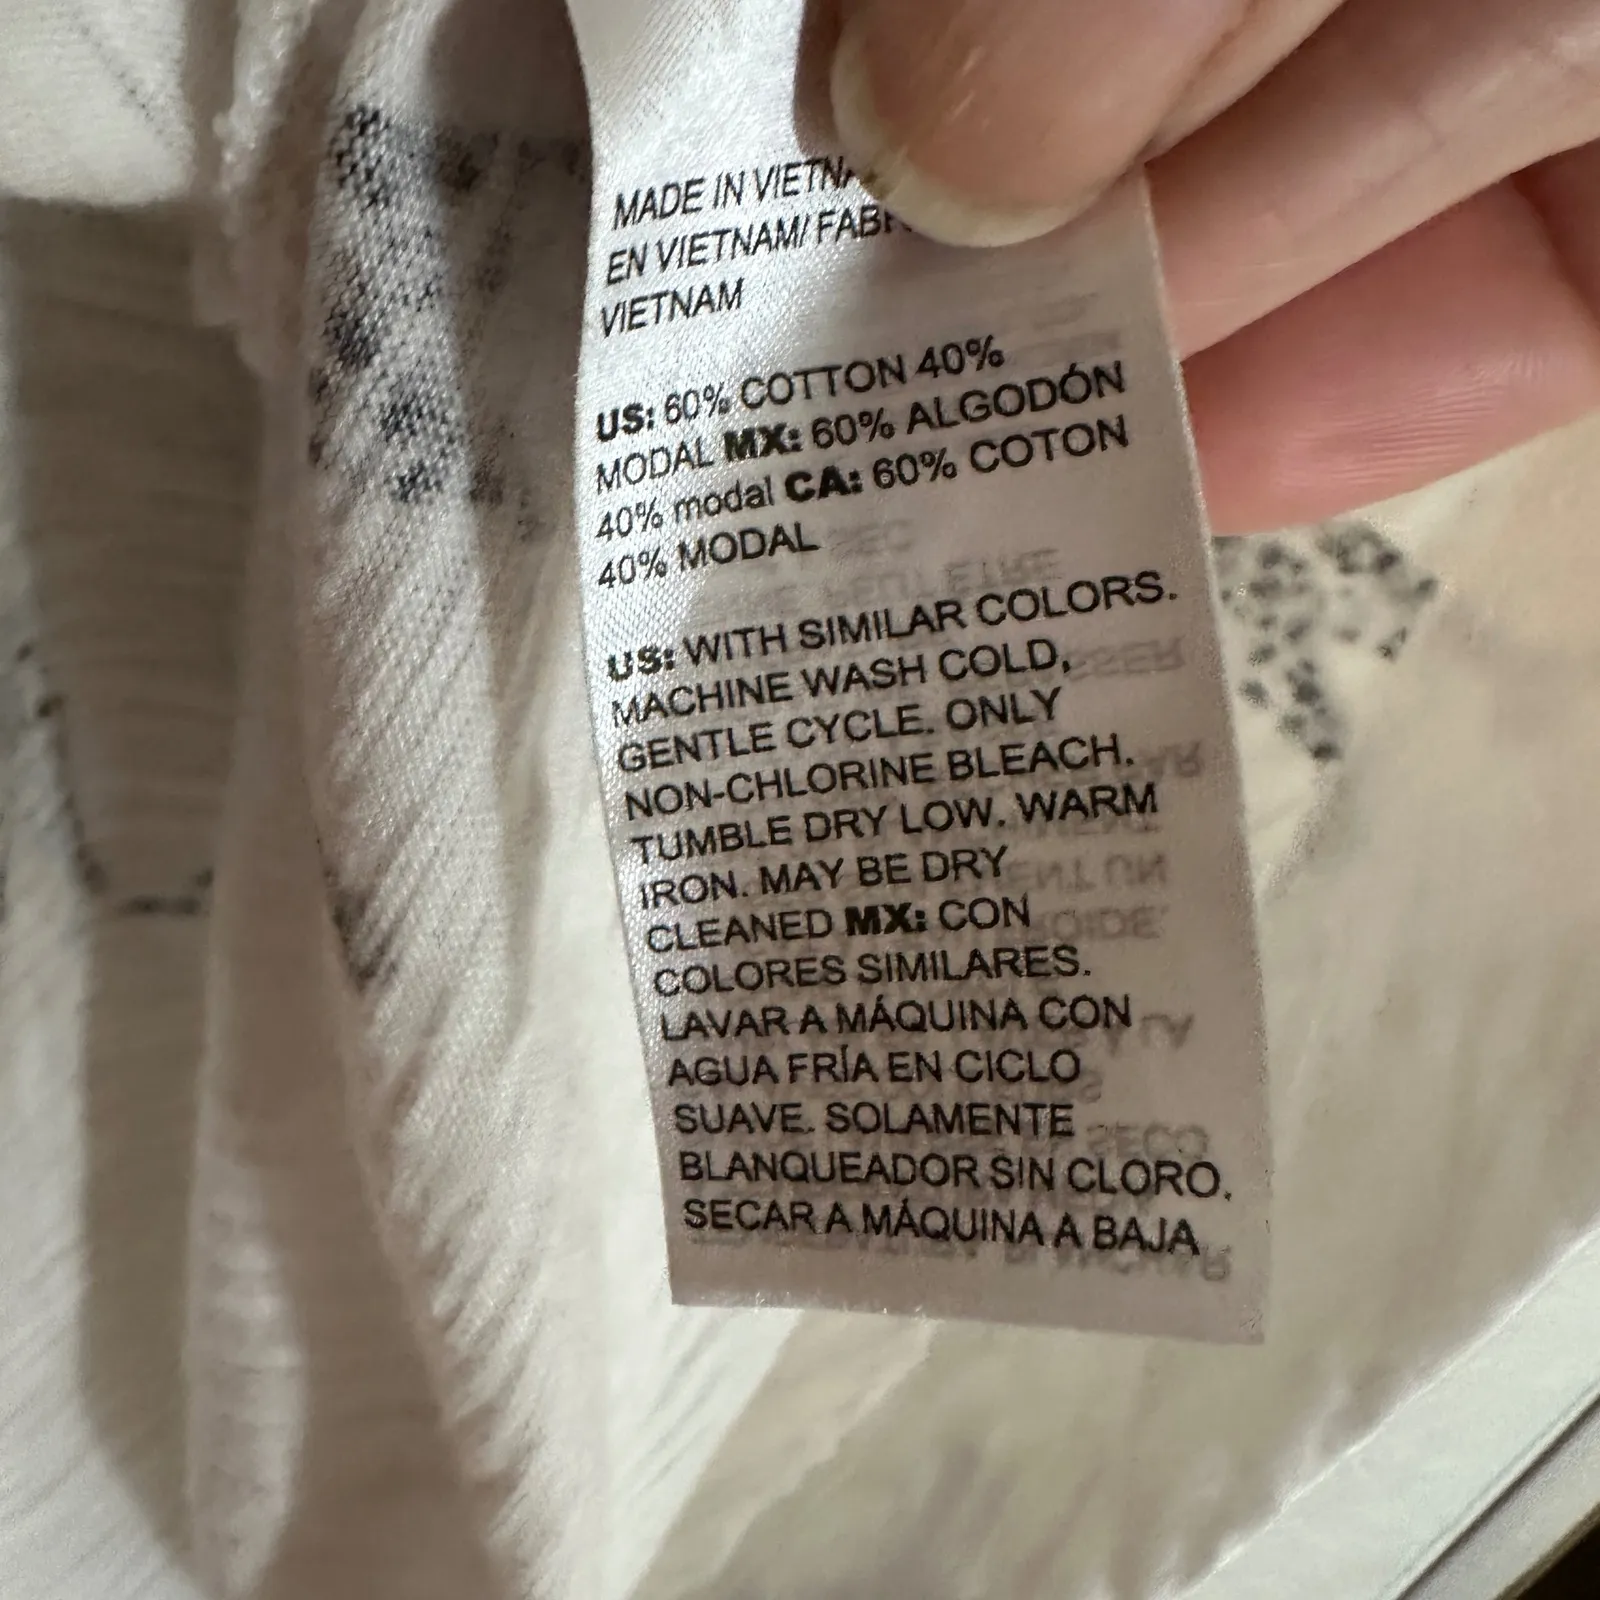 MADE IN
EN VIETNAM/
VIETNAM
US: 60% COTTON 40%
MODAL MX: 60% ALGODÓN
40% modal CA: 60% COTON
40% MODAL
US: WITH SIMILAR COLORS.
MACHINE WASH COLD,
GENTLE CYCLE. ONLY
NON-CHLORINE BLEACH.
TUMBLE DRY LOW. WARM
IRON. MAY BE DRY
CLEANED MX: CON
COLORES SIMILARES.
LAVAR A MÁQUINA CON
AGUA FRÍA EN CICLO
SUAVE. SOLAMENTE
BLANQUEADOR SIN CLORO.
SECAR A MÁQUINA A BAJA